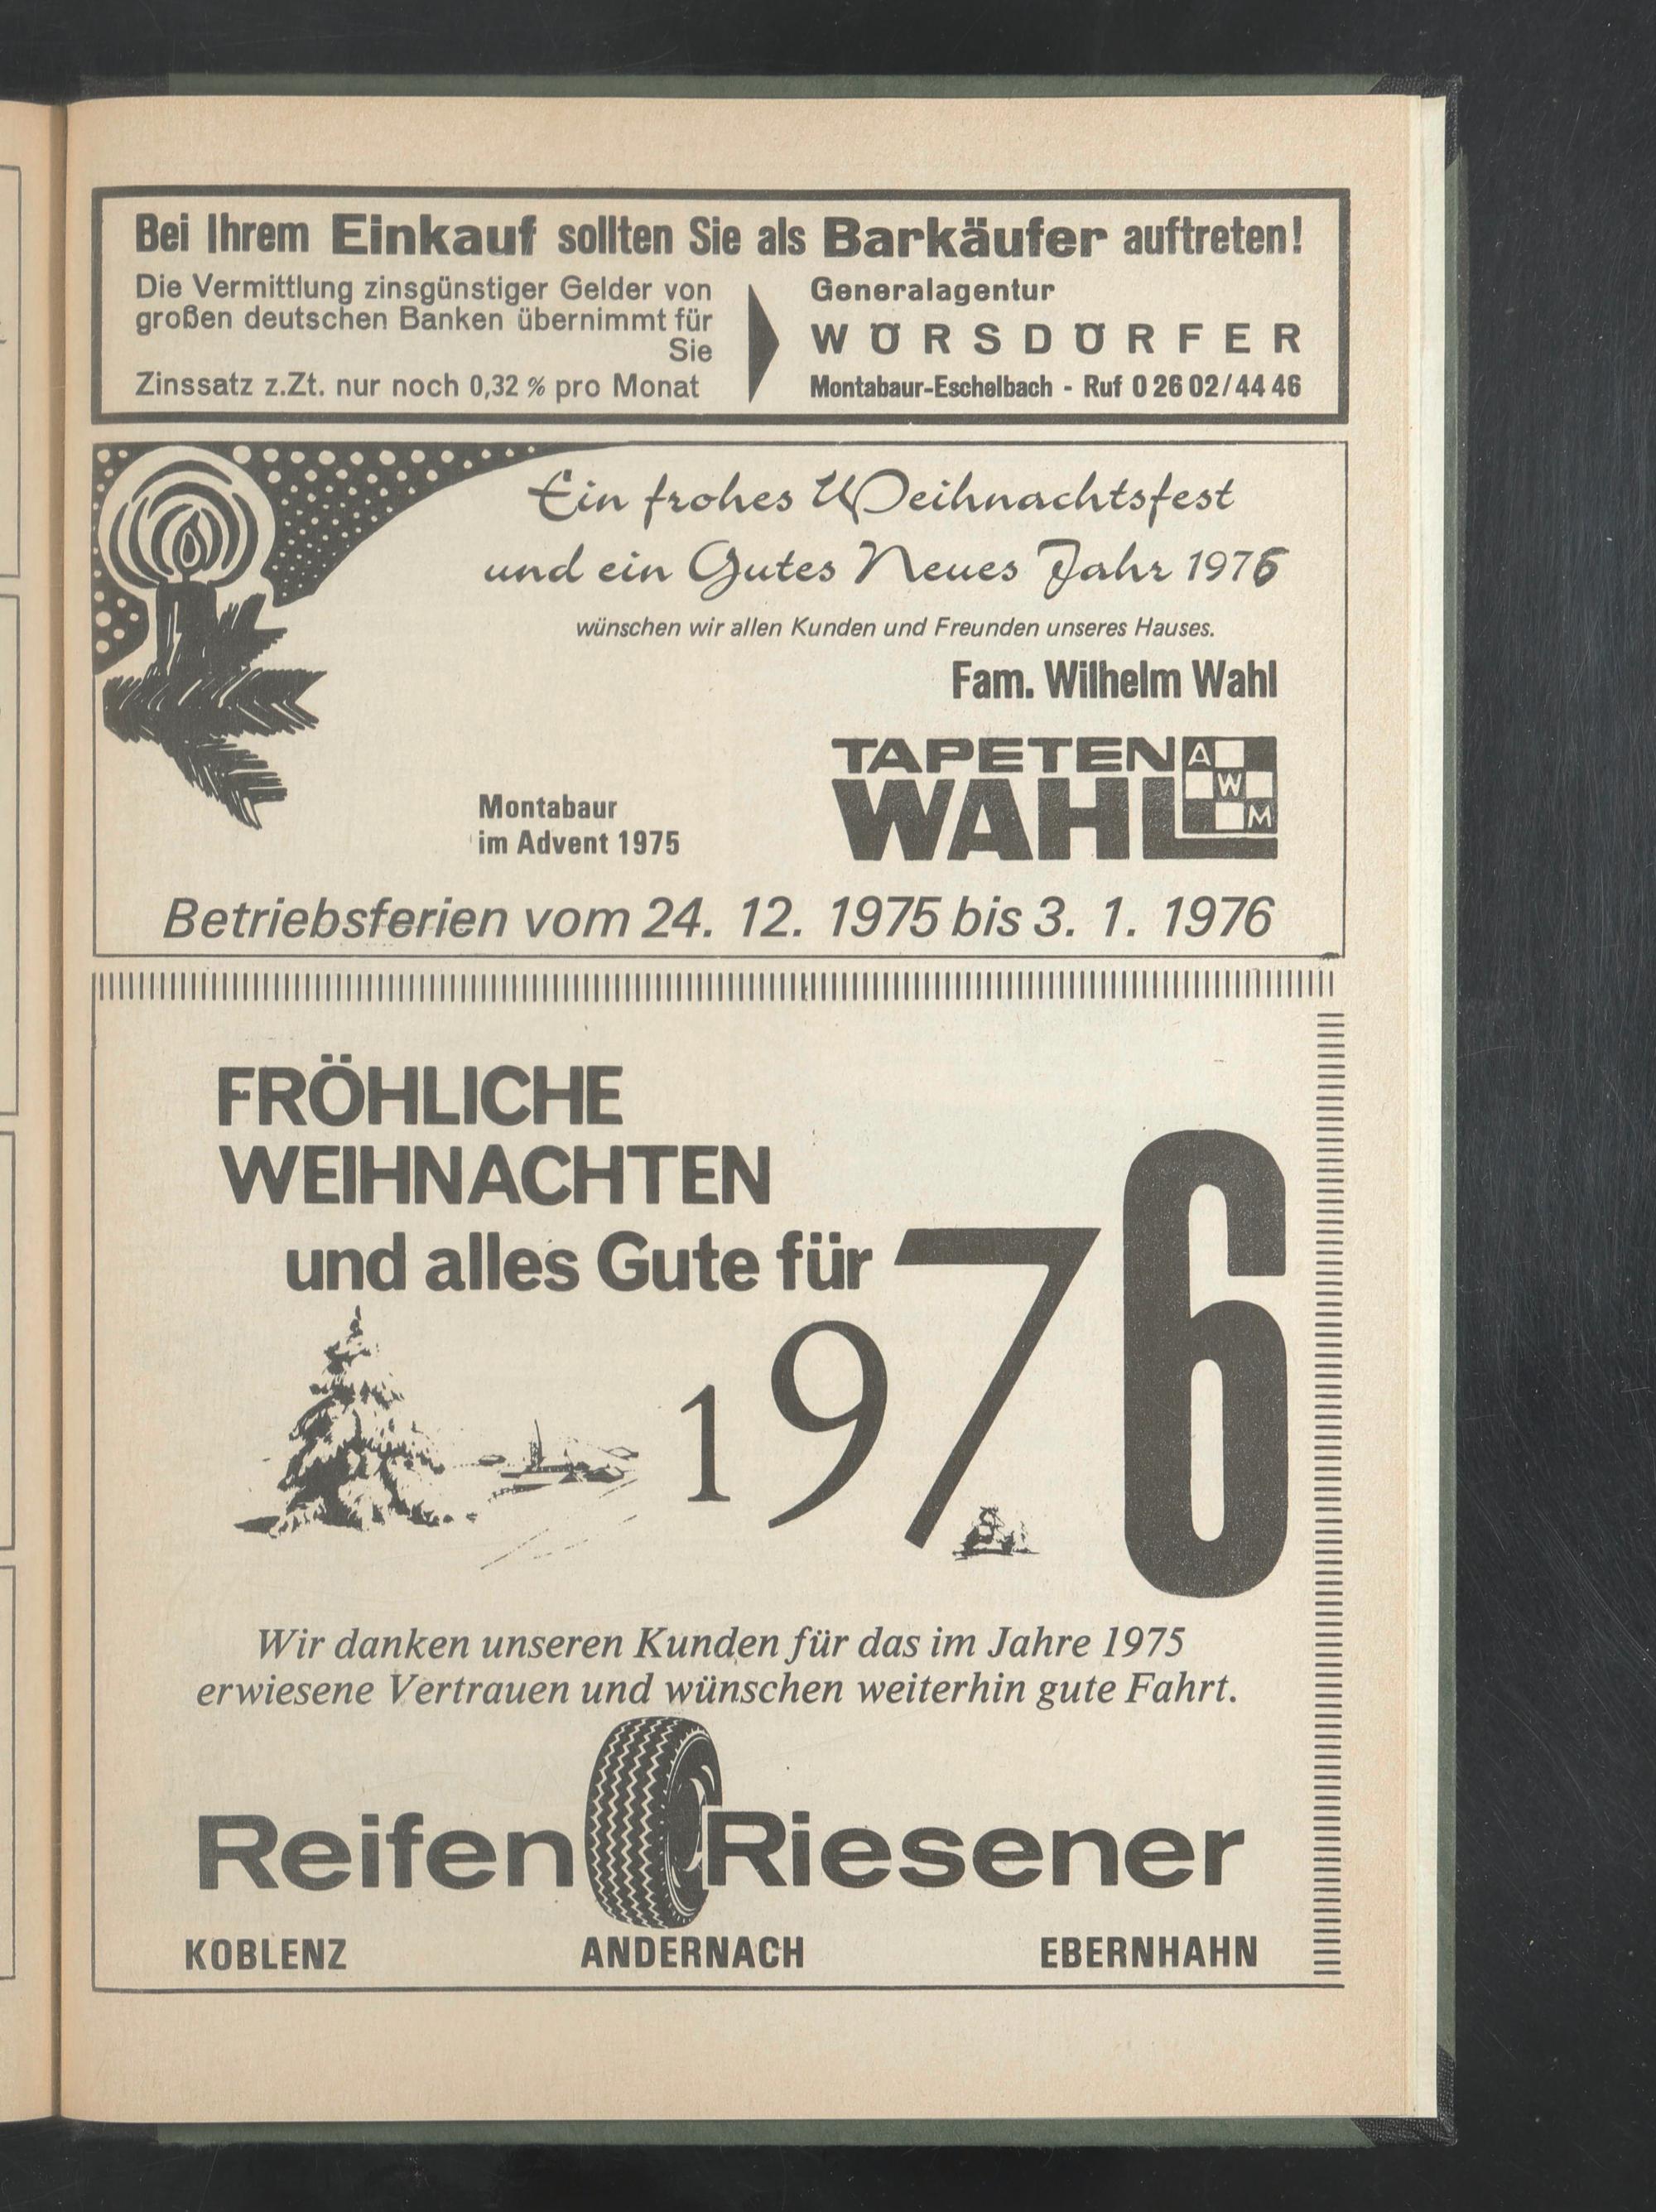 Bei Ihrem Einkauf sollten Sie als Barkäufer auftreten!
Die Vermittlung zinsgünstiger Gelder von
großen deutschen Banken übernimmt für
Sie
Zinssatz z.Zt. nur noch 0,32 % pro Monat
Generalagentur
WÖRSDÖRFER
Montabaur-Eschelbach - Ruf 0 26 02/44 46
Ein frohes Weihnachtsfest
und ein Gutes Neues Jahr 1976
wünschen wir allen Kunden und Freunden unseres Hauses.
Fam. Wilhelm Wahl
TAPETEN
WAHL
A
W
M
Montabaur
im Advent 1975
Betriebsferien vom 24. 12. 1975 bis 3. 1. 1976
FRÖHLICHE
WEIHNACHTEN
und alles Gute für
1976
Wir danken unseren Kunden für das im Jahre 1975
erwiesene Vertrauen und wünschen weiterhin gute Fahrt.
Reifen Riesener
KOBLENZ ANDERNACH EBERNHAHN